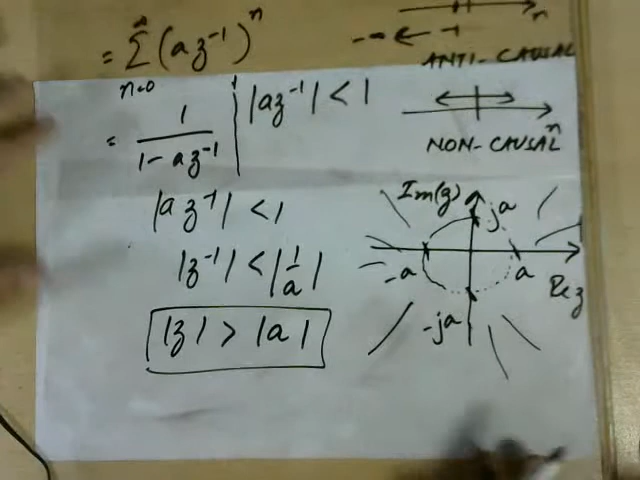 = ∑ₙ₌₀^∞ (az⁻¹)ⁿ
= 1 / (1 - az⁻¹) | |az⁻¹| < 1
|az⁻¹| < 1
|z⁻¹| < |1/a|
|z| > |a|
n
-∞ ← -1
ANTI-CAUSAL
n
NON-CAUSAL
Im(z)
ja
-a
a
Re z
-ja